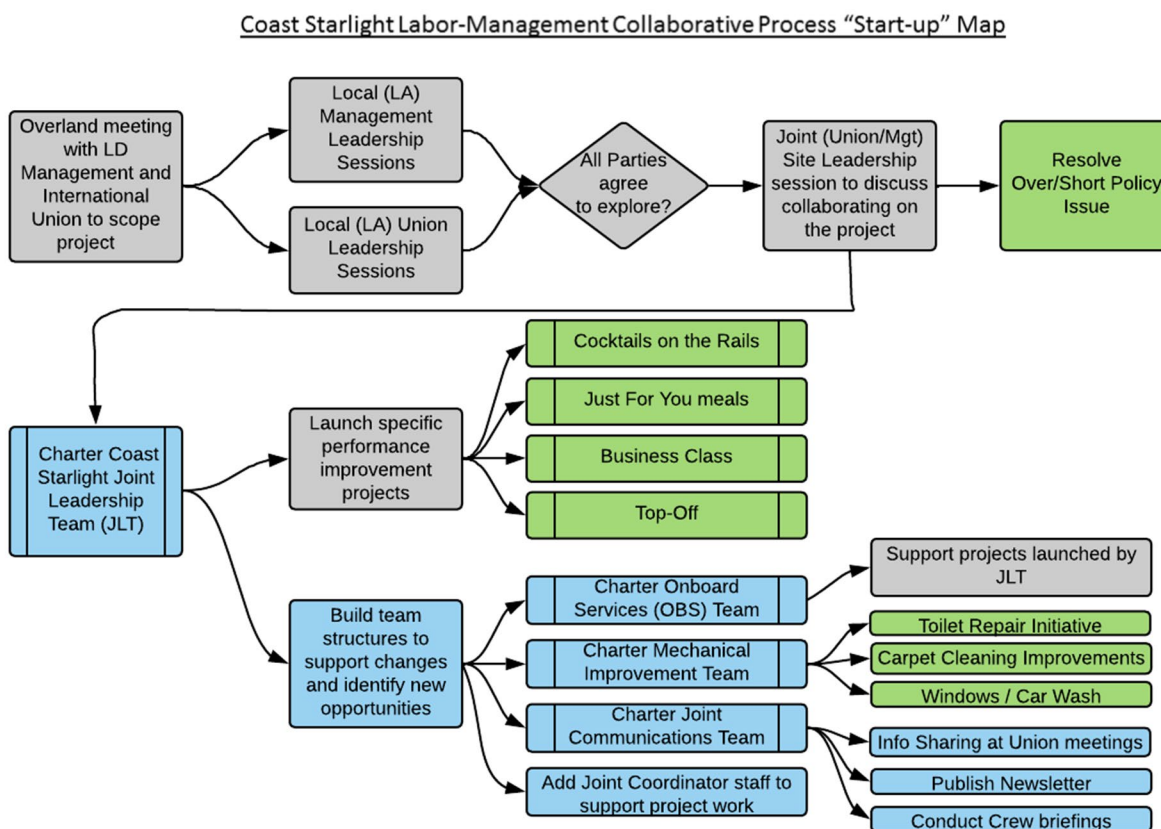 Coast Starlight Labor-Management Collaborative Process “Start-up” Map
Overland meeting
with LD
Management and
International
Union to scope
project
Local (LA)
Management
Leadership
Sessions
Local (LA) Union
Leadership
Sessions
All Parties
agree
to explore?
Joint (Union/Mgt)
Site Leadership
session to discuss
collaborating on
the project
Resolve
Over/Short Policy
Issue
Charter Coast
Starlight Joint
Leadership
Team (JLT)
Launch specific
performance
improvement
projects
Cocktails on the Rails
Just For You meals
Business Class
Top-Off
Build team
structures to
support changes
and identify new
opportunities
Charter Onboard
Services (OBS) Team
Charter Mechanical
Improvement Team
Charter Joint
Communications Team
Add Joint Coordinator staff to
support project work
Support projects launched by
JLT
Toilet Repair Initiative
Carpet Cleaning Improvements
Windows / Car Wash
Info Sharing at Union meetings
Publish Newsletter
Conduct Crew briefings